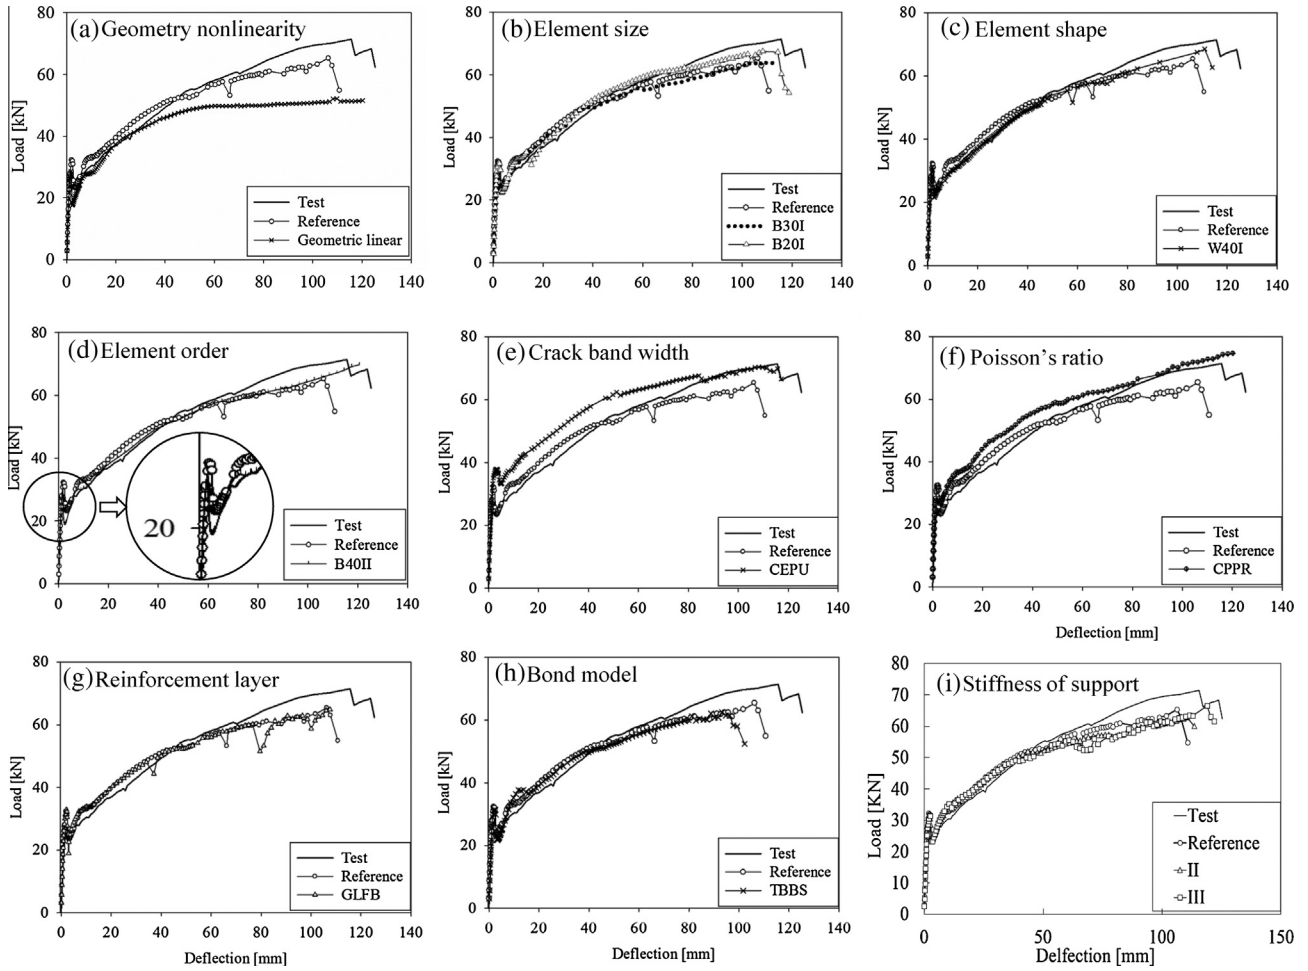 (a) Geometry nonlinearity
80
60
40
20
0
Load [kN]
0 20 40 60 80 100 120 140
Test
Reference
Geometric linear
(b) Element size
80
60
40
20
0
Load [kN]
0 20 40 60 80 100 120 140
Test
Reference
B30I
B20I
(c) Element shape
80
60
40
20
0
Load [kN]
0 20 40 60 80 100 120 140
Test
Reference
W40I
(d) Element order
80
60
40
20
0
Load [kN]
0 20 40 60 80 100 120 140
20
Test
Reference
B40II
(e) Crack band width
80
60
40
20
0
Load [kN]
0 20 40 60 80 100 120 140
Test
Reference
CEPU
(f) Poisson's ratio
80
60
40
20
0
Load [kN]
0 20 40 60 80 100 120 140
Deflection [mm]
Test
Reference
CPPR
(g) Reinforcement layer
80
60
40
20
0
Load [kN]
0 20 40 60 80 100 120 140
Deflection [mm]
Test
Reference
GLFB
(h) Bond model
80
60
40
20
0
Load [kN]
0 20 40 60 80 100 120 140
Deflection [mm]
Test
Reference
TBBS
(i) Stiffness of support
80
70
60
50
40
30
20
10
0
Load [KN]
0 50 100 150
Delfection [mm]
Test
Reference
II
III